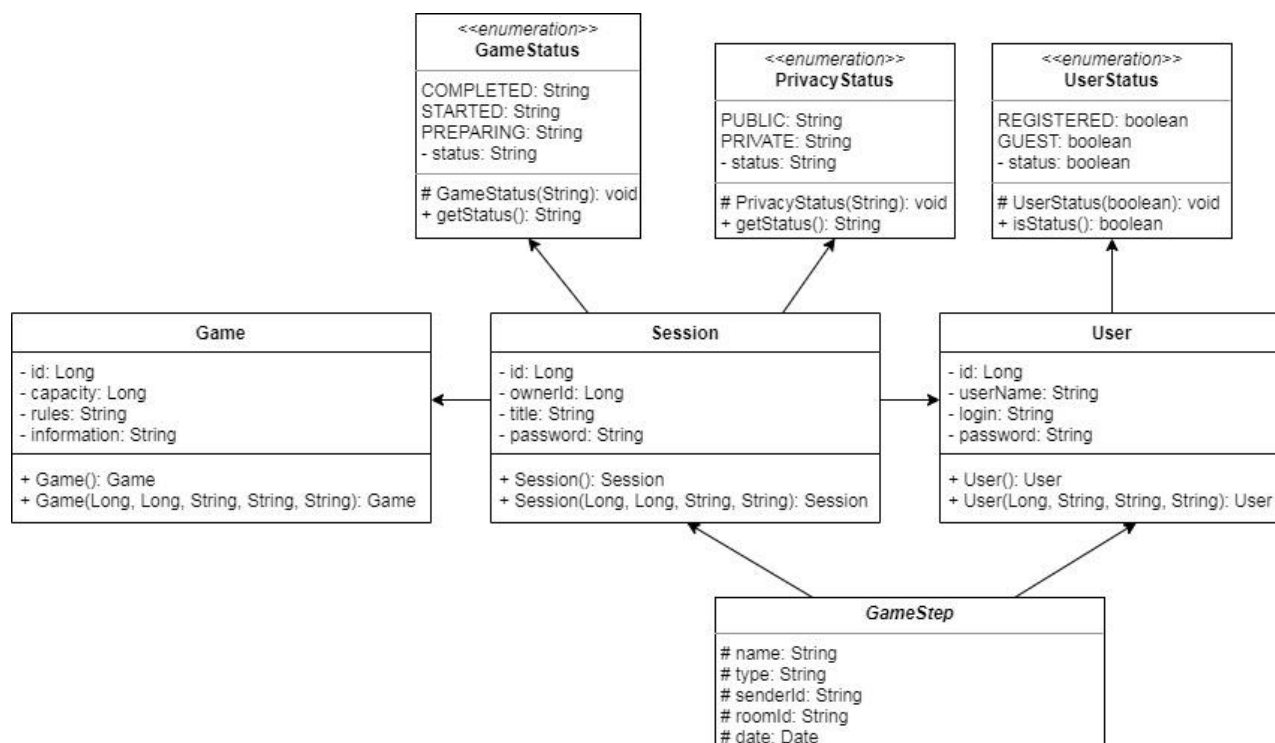 <<enumeration>>
GameStatus
COMPLETED: String
STARTED: String
PREPARING: String
- status: String
# GameStatus(String): void
+ getStatus(): String
<<enumeration>>
PrivacyStatus
PUBLIC: String
PRIVATE: String
- status: String
# PrivacyStatus(String): void
+ getStatus(): String
<<enumeration>>
UserStatus
REGISTERED: boolean
GUEST: boolean
- status: boolean
# UserStatus(boolean): void
+ isStatus(): boolean
Game
- id: Long
- capacity: Long
- rules: String
- information: String
+ Game(): Game
+ Game(Long, Long, String, String, String): Game
Session
- id: Long
- ownerId: Long
- title: String
- password: String
+ Session(): Session
+ Session(Long, Long, String, String): Session
User
- id: Long
- userName: String
- login: String
- password: String
+ User(): User
+ User(Long, String, String, String): User
GameStep
# name: String
# type: String
# senderId: String
# roomId: String
# date: Date